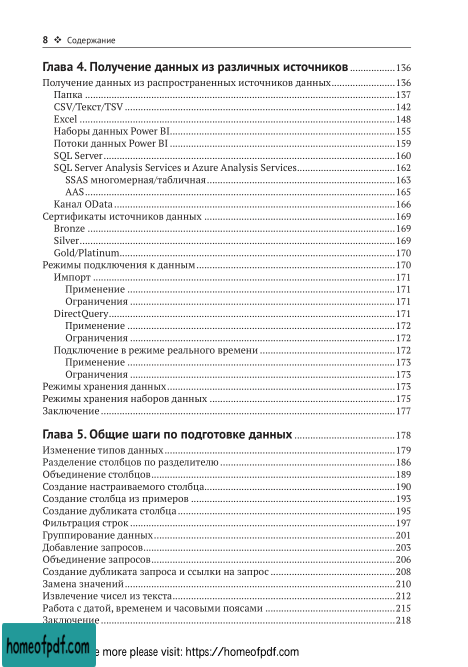 8 ❖ Содержание
Глава 4. Получение данных из различных источников ................. 136
Получение данных из распространенных источников данных ................. 136
Папка ................. 137
CSV/Текст/TSV ................. 142
Excel ................. 148
Наборы данных Power BI ................. 155
Потоки данных Power BI ................. 159
SQL Server ................. 160
SQL Server Analysis Services и Azure Analysis Services ................. 162
SSAS многомерная/табличная ................. 163
AAS ................. 165
Канал OData ................. 166
Сертификаты источников данных ................. 169
Bronze ................. 169
Silver ................. 169
Gold/Platinum ................. 170
Режимы подключения к данным ................. 170
Импорт ................. 171
Применение ................. 171
Ограничения ................. 171
DirectQuery ................. 171
Применение ................. 172
Ограничения ................. 172
Подключение в режиме реального времени ................. 172
Применение ................. 173
Ограничения ................. 173
Режимы хранения данных ................. 173
Режимы хранения наборов данных ................. 175
Заключение ................. 177
Глава 5. Общие шаги по подготовке данных ................. 178
Изменение типов данных ................. 179
Разделение столбцов по разделителю ................. 186
Объединение столбцов ................. 189
Создание настраиваемого столбца ................. 190
Создание столбца из примеров ................. 193
Создание дубликата столбца ................. 195
Фильтрация строк ................. 197
Группирование данных ................. 201
Добавление запросов ................. 203
Объединение запросов ................. 206
Создание дубликата запроса и ссылки на запрос ................. 208
Замена значений ................. 210
Извлечение чисел из текста ................. 212
Работа с датой, временем и часовыми поясами ................. 215
Заключение ................. 218
homeofpdf.com
e more please visit: https://homeofpdf.com